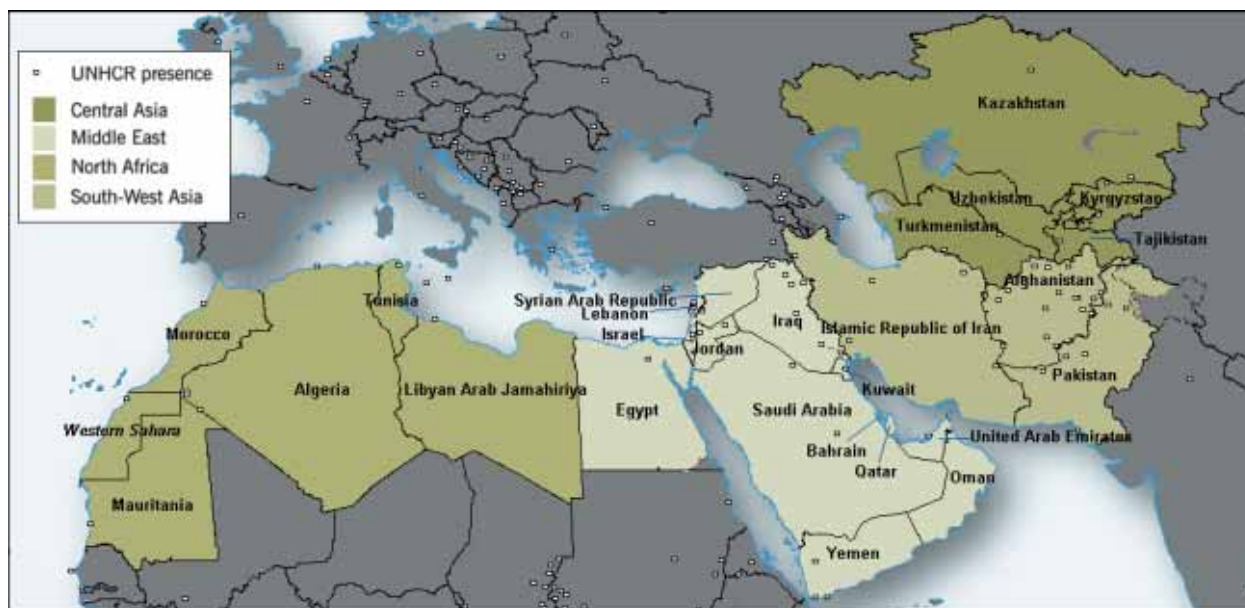 UNHCR presence
Central Asia
Middle East
North Africa
South-West Asia
Kazakhstan
Uzbekistan
Kyrgyzstan
Turkmenistan
Tajikistan
Afghanistan
Syrian Arab Republic
Tunisia
Lebanon
Iraq
Islamic Republic of Iran
Morocco
Israel
Jordan
Pakistan
Algeria
Libyan Arab Jamahiriya
Kuwait
Egypt
Saudi Arabia
Western Sahara
United Arab Emirates
Bahrain
Qatar
Oman
Mauritania
Yemen